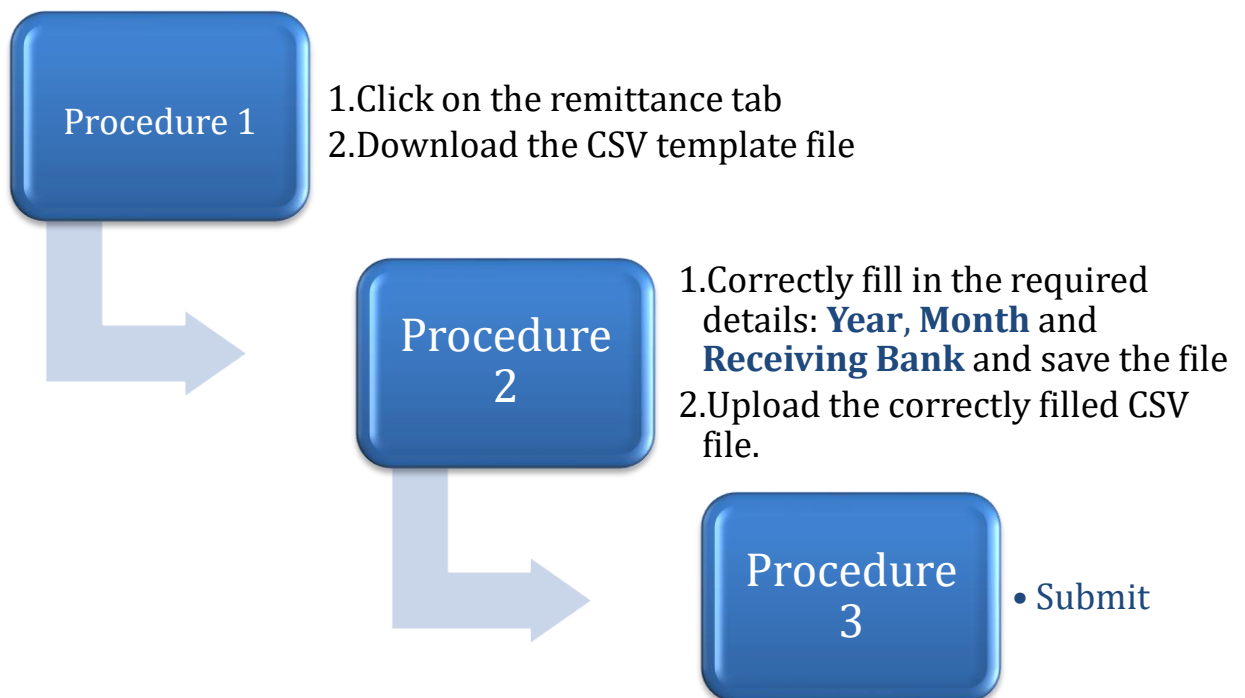 Procedure 1
1.Click on the remittance tab
2.Download the CSV template file
Procedure
2
1.Correctly fill in the required
details: Year, Month and
Receiving Bank and save the file
2.Upload the correctly filled CSV
file.
Procedure
3
• Submit